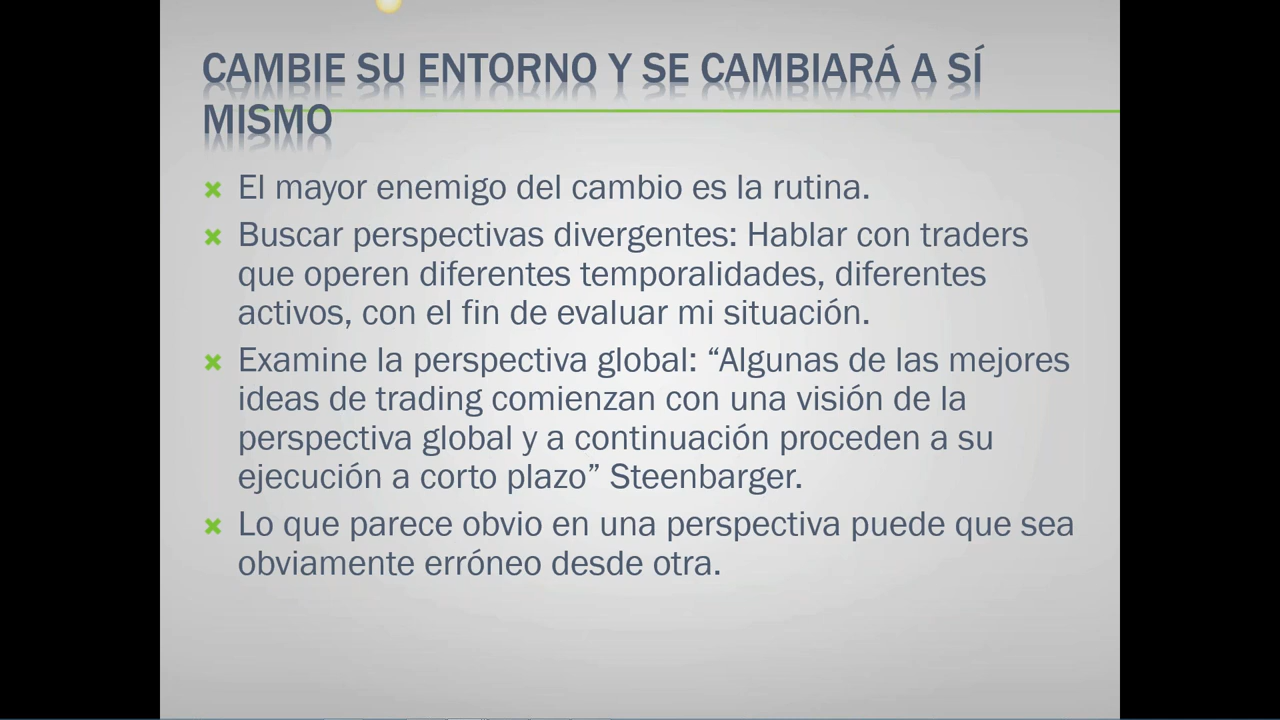 CAMBIE SU ENTORNO Y SE CAMBIARÁ A SÍ
MISMO
El mayor enemigo del cambio es la rutina.
Buscar perspectivas divergentes: Hablar con traders
que operen diferentes temporalidades, diferentes
activos, con el fin de evaluar mi situación.
Examine la perspectiva global: “Algunas de las mejores
ideas de trading comienzan con una visión de la
perspectiva global y a continuación proceden a su
ejecución a corto plazo” Steenbarger.
Lo que parece obvio en una perspectiva puede que sea
obviamente erróneo desde otra.